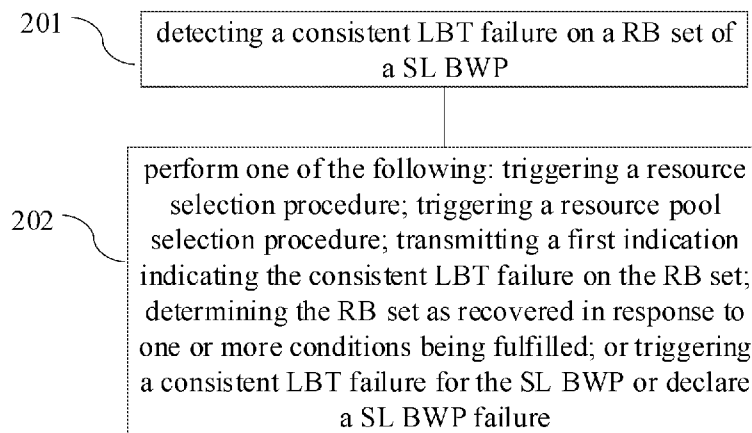 201
detecting a consistent LBT failure on a RB set of
a SL BWP
202
perform one of the following: triggering a resource
selection procedure; triggering a resource pool
selection procedure; transmitting a first indication
indicating the consistent LBT failure on the RB set;
determining the RB set as recovered in response to
one or more conditions being fulfilled; or triggering
a consistent LBT failure for the SL BWP or declare
a SL BWP failure